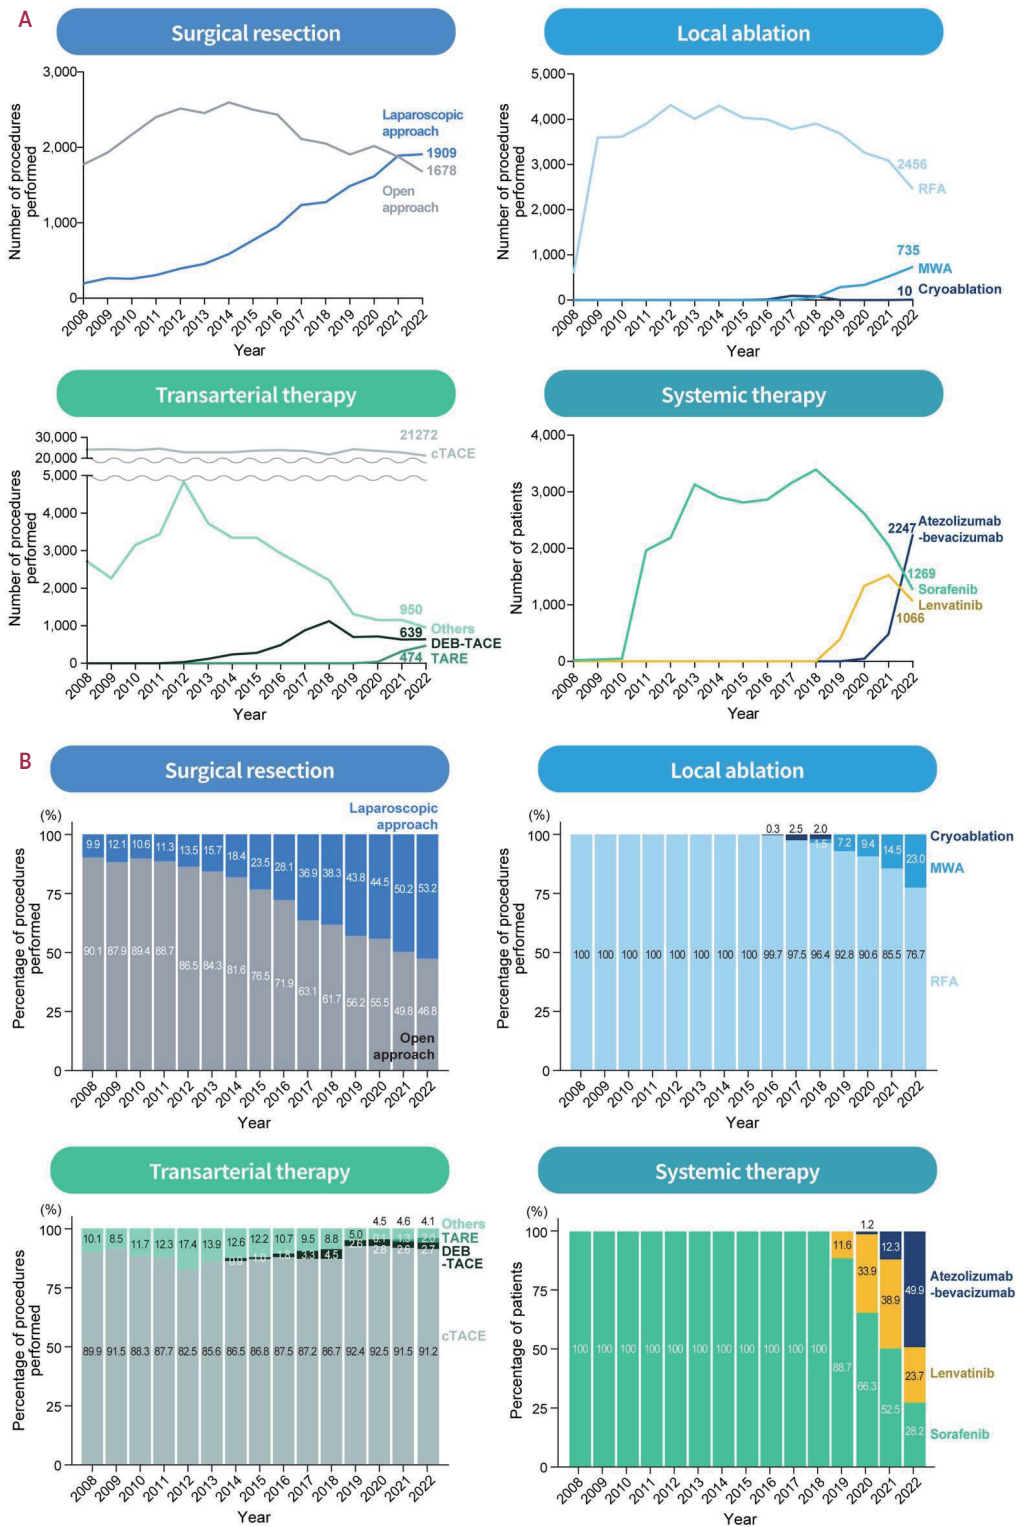 A
Surgical resection
Number of procedures
performed
3,000
2,000
1,000
0
Laparoscopic
approach
1909
1678
Open
approach
2008 2009 2010 2011 2012 2013 2014 2015 2016 2017 2018 2019 2020 2021 2022
Year
Local ablation
Number of procedures
performed
5,000
4,000
3,000
2,000
1,000
0
2456
RFA
735
MWA
10 Cryoablation
2008 2009 2010 2011 2012 2013 2014 2015 2016 2017 2018 2019 2020 2021 2022
Year
Transarterial therapy
Number of procedures
performed
30,000
20,000
5,000
4,000
3,000
2,000
1,000
0
21272
cTACE
950
Others
639
DEB-TACE
474 TARE
2008 2009 2010 2011 2012 2013 2014 2015 2016 2017 2018 2019 2020 2021 2022
Year
Systemic therapy
Number of patients
4,000
3,000
2,000
1,000
0
2247 Atezolizumab
-bevacizumab
1269
Sorafenib
Lenvatinib
1066
2008 2009 2010 2011 2012 2013 2014 2015 2016 2017 2018 2019 2020 2021 2022
Year
B
Surgical resection
(%)
Percentage of procedures
performed
100
75
50
25
0
Laparoscopic
approach
9.9 12.1 10.6 11.3 13.5 15.7 18.4 23.5 28.1 36.9 38.3 43.8 44.5 50.2 53.2
90.1 87.9 89.4 88.7 86.5 84.3 81.6 76.5 71.9 63.1 61.7 56.2 55.5 49.8 46.8
Open
approach
2008 2009 2010 2011 2012 2013 2014 2015 2016 2017 2018 2019 2020 2021 2022
Year
Local ablation
(%)
Percentage of procedures
performed
100
75
50
25
0
0.3 2.5 2.0
Cryoablation
1.5 7.2 9.4 14.5 23.0
MWA
100 100 100 100 100 100 100 100 99.7 97.5 96.4 92.8 90.6 85.5 76.7
RFA
2008 2009 2010 2011 2012 2013 2014 2015 2016 2017 2018 2019 2020 2021 2022
Year
Transarterial therapy
(%)
Percentage of procedures
performed
100
75
50
25
0
4.5 4.6 4.1
Others
10.1 8.5 11.7 12.3 17.4 13.9 12.6 12.2 10.7 9.5 8.8 5.0
0.1 1.3 2.0
TARE
0.9 1.0 1.8 3.3 4.5 2.6 2.8 2.6 2.7
DEB
-TACE
89.9 91.5 88.3 87.7 82.5 85.6 86.5 86.8 87.5 87.2 86.7 92.4 92.5 91.5 91.2
cTACE
2008 2009 2010 2011 2012 2013 2014 2015 2016 2017 2018 2019 2020 2021 2022
Year
Systemic therapy
(%)
Percentage of patients
100
75
50
25
0
1.2
12.3 49.9
Atezolizumab
-bevacizumab
11.6 33.9 38.9 23.7
Lenvatinib
100 100 100 100 100 100 100 100 100 100 100 88.7 66.3 52.5 28.2
Sorafenib
2008 2009 2010 2011 2012 2013 2014 2015 2016 2017 2018 2019 2020 2021 2022
Year